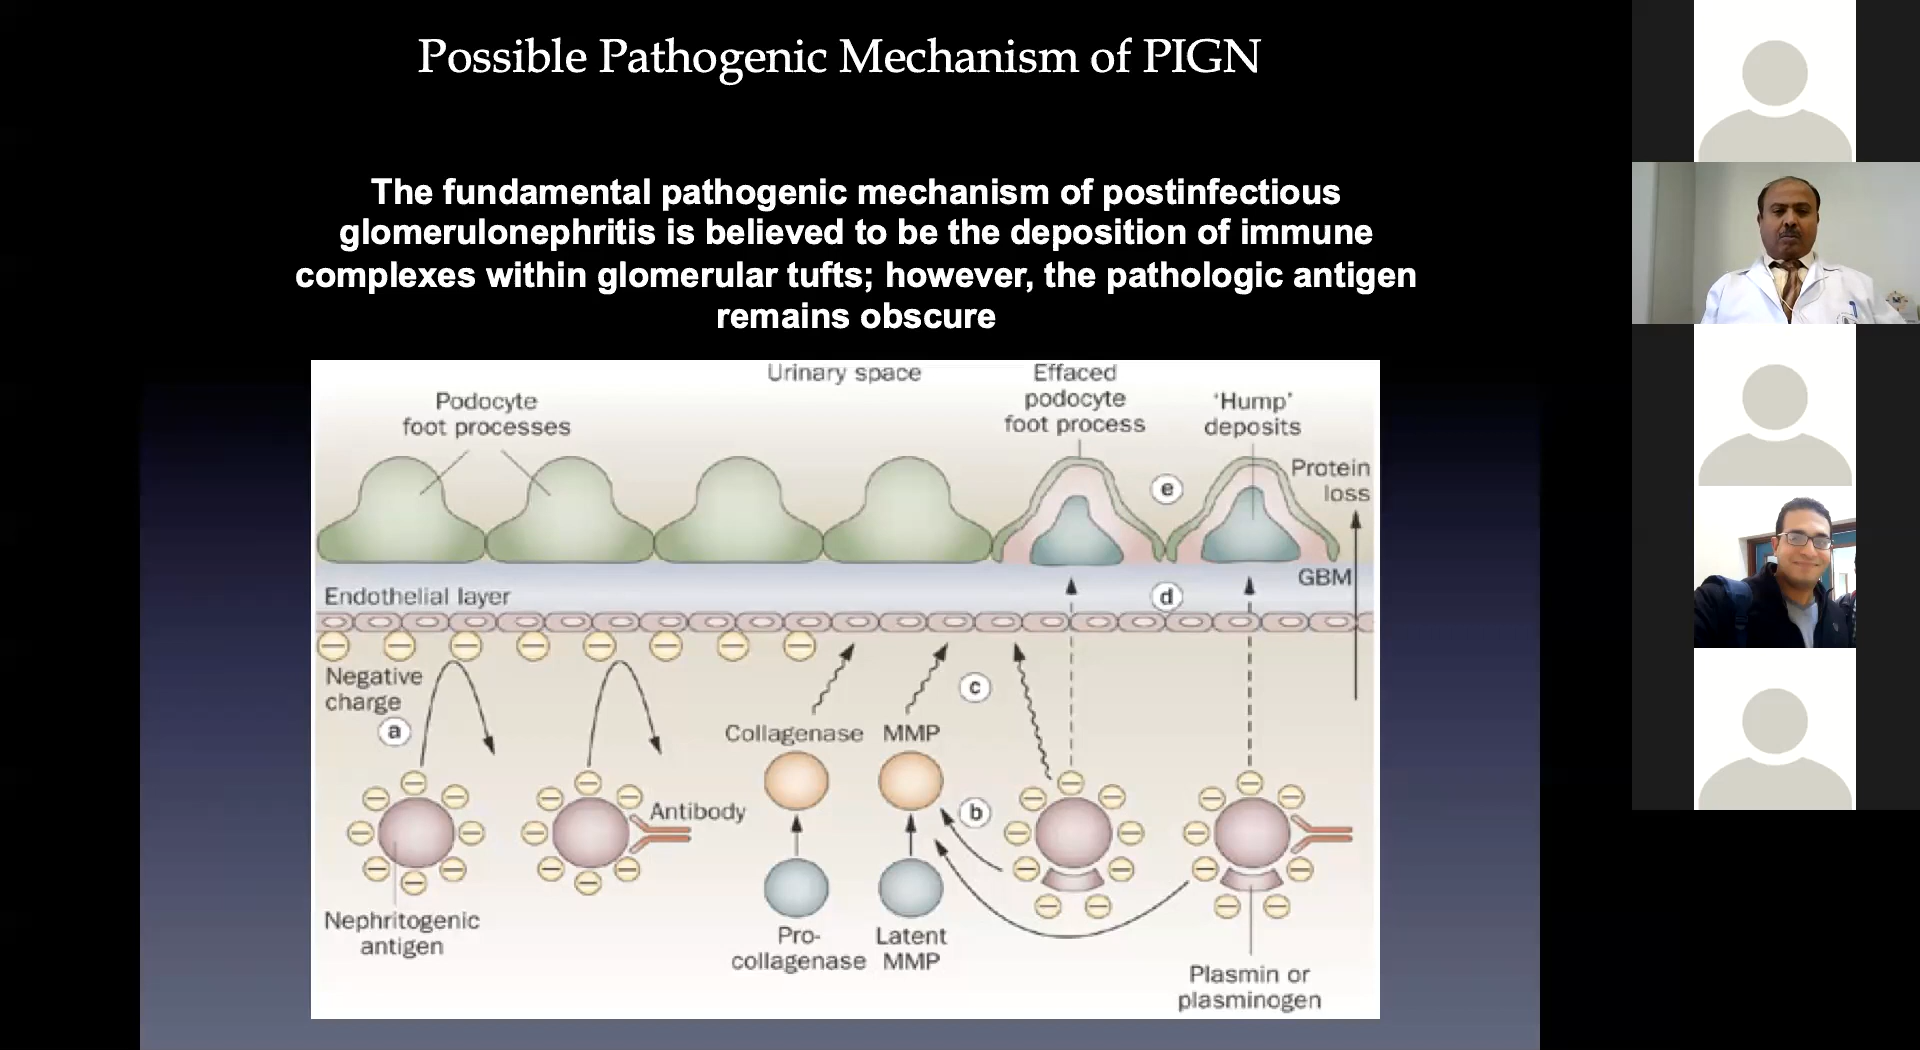 Possible Pathogenic Mechanism of PIGN
The fundamental pathogenic mechanism of postinfectious
glomerulonephritis is believed to be the deposition of immune
complexes within glomerular tufts; however, the pathologic antigen
remains obscure
Urinary space
Effaced
podocyte
foot process
'Hump'
deposits
Podocyte
foot processes
Protein
loss
e
GBM
Endothelial layer
d
Negative
charge
a
c
Collagenase
MMP
b
Antibody
Nephritogenic
antigen
Pro-
collagenase
Latent
MMP
Plasmin or
plasminogen